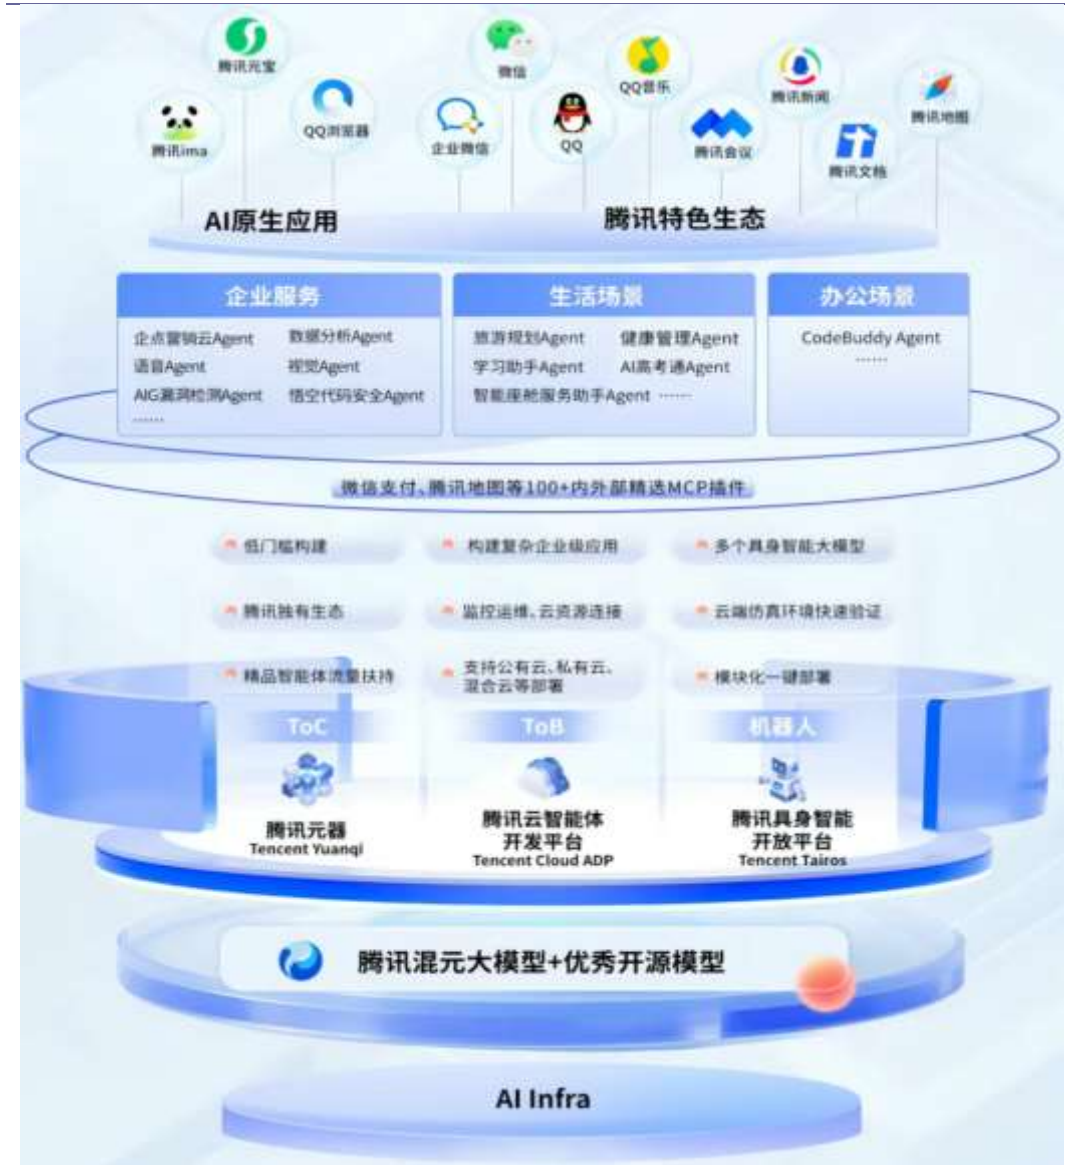 腾讯元宝
微信
QQ音乐
腾讯新闻
腾讯地图
腾讯ima
QQ浏览器
企业微信
QQ
腾讯会议
腾讯文档
AI原生应用
腾讯特色生态
企业服务
企点营销云Agent 数据分析Agent
语音Agent 视觉Agent
AIG漏洞检测Agent 悟空代码安全Agent
……
生活场景
旅游规划Agent 健康管理Agent
学习助手Agent AI高考通Agent
智能座舱服务助手Agent ……
办公场景
CodeBuddy Agent
……
微信支付、腾讯地图等100+内外部精选MCP插件
低门槛构建
腾讯独有生态
精品智能体流量扶持
ToC
腾讯元器
Tencent Yuanqi
构建复杂企业级应用
监控运维、云资源连接
支持公有云、私有云、
混合云等部署
ToB
腾讯云智能体
开发平台
Tencent Cloud ADP
多个具身智能大模型
云端仿真环境快速验证
模块化一键部署
机器人
腾讯具身智能
开放平台
Tencent Tairos
腾讯混元大模型+优秀开源模型
AI Infra